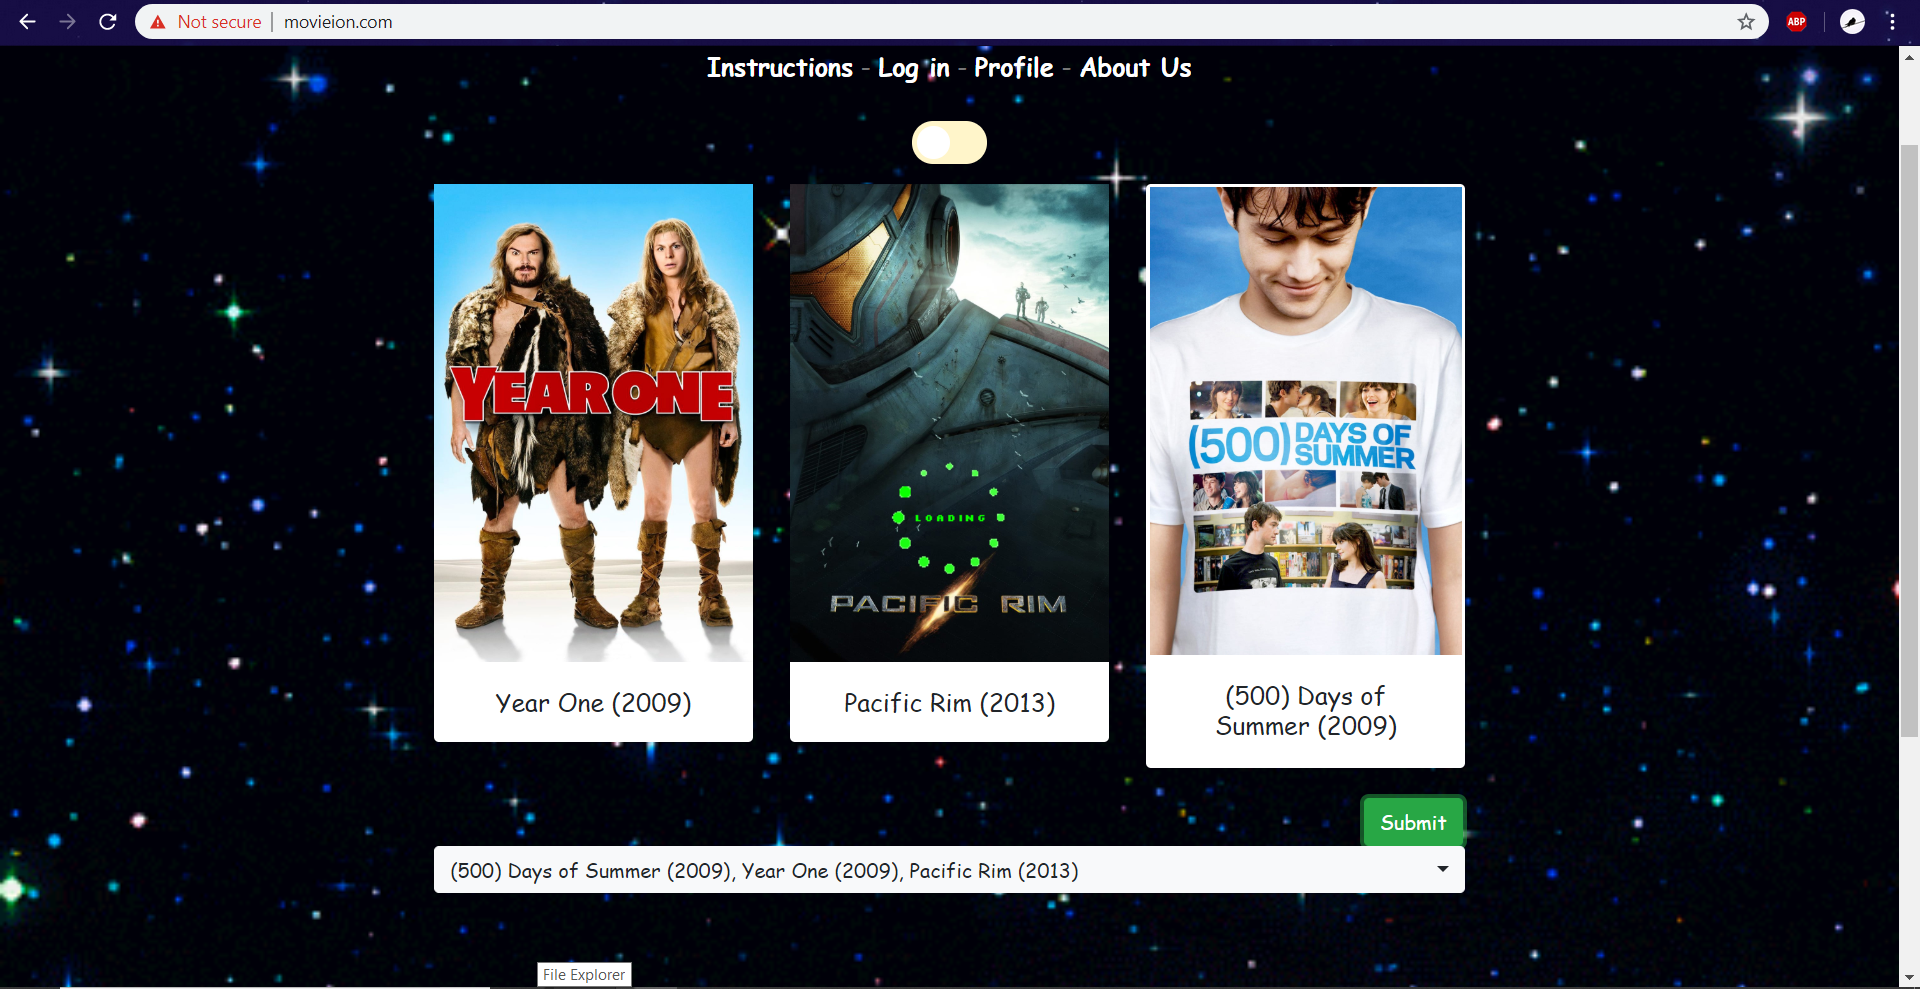 Not secure | movieion.com
ABP
Instructions - Log in - Profile - About Us
YEAR ONE
LOADING
PACIFIC RIM
(500) DAYS OF
SUMMER
Year One (2009)
Pacific Rim (2013)
(500) Days of
Summer (2009)
Submit
(500) Days of Summer (2009), Year One (2009), Pacific Rim (2013)
File Explorer